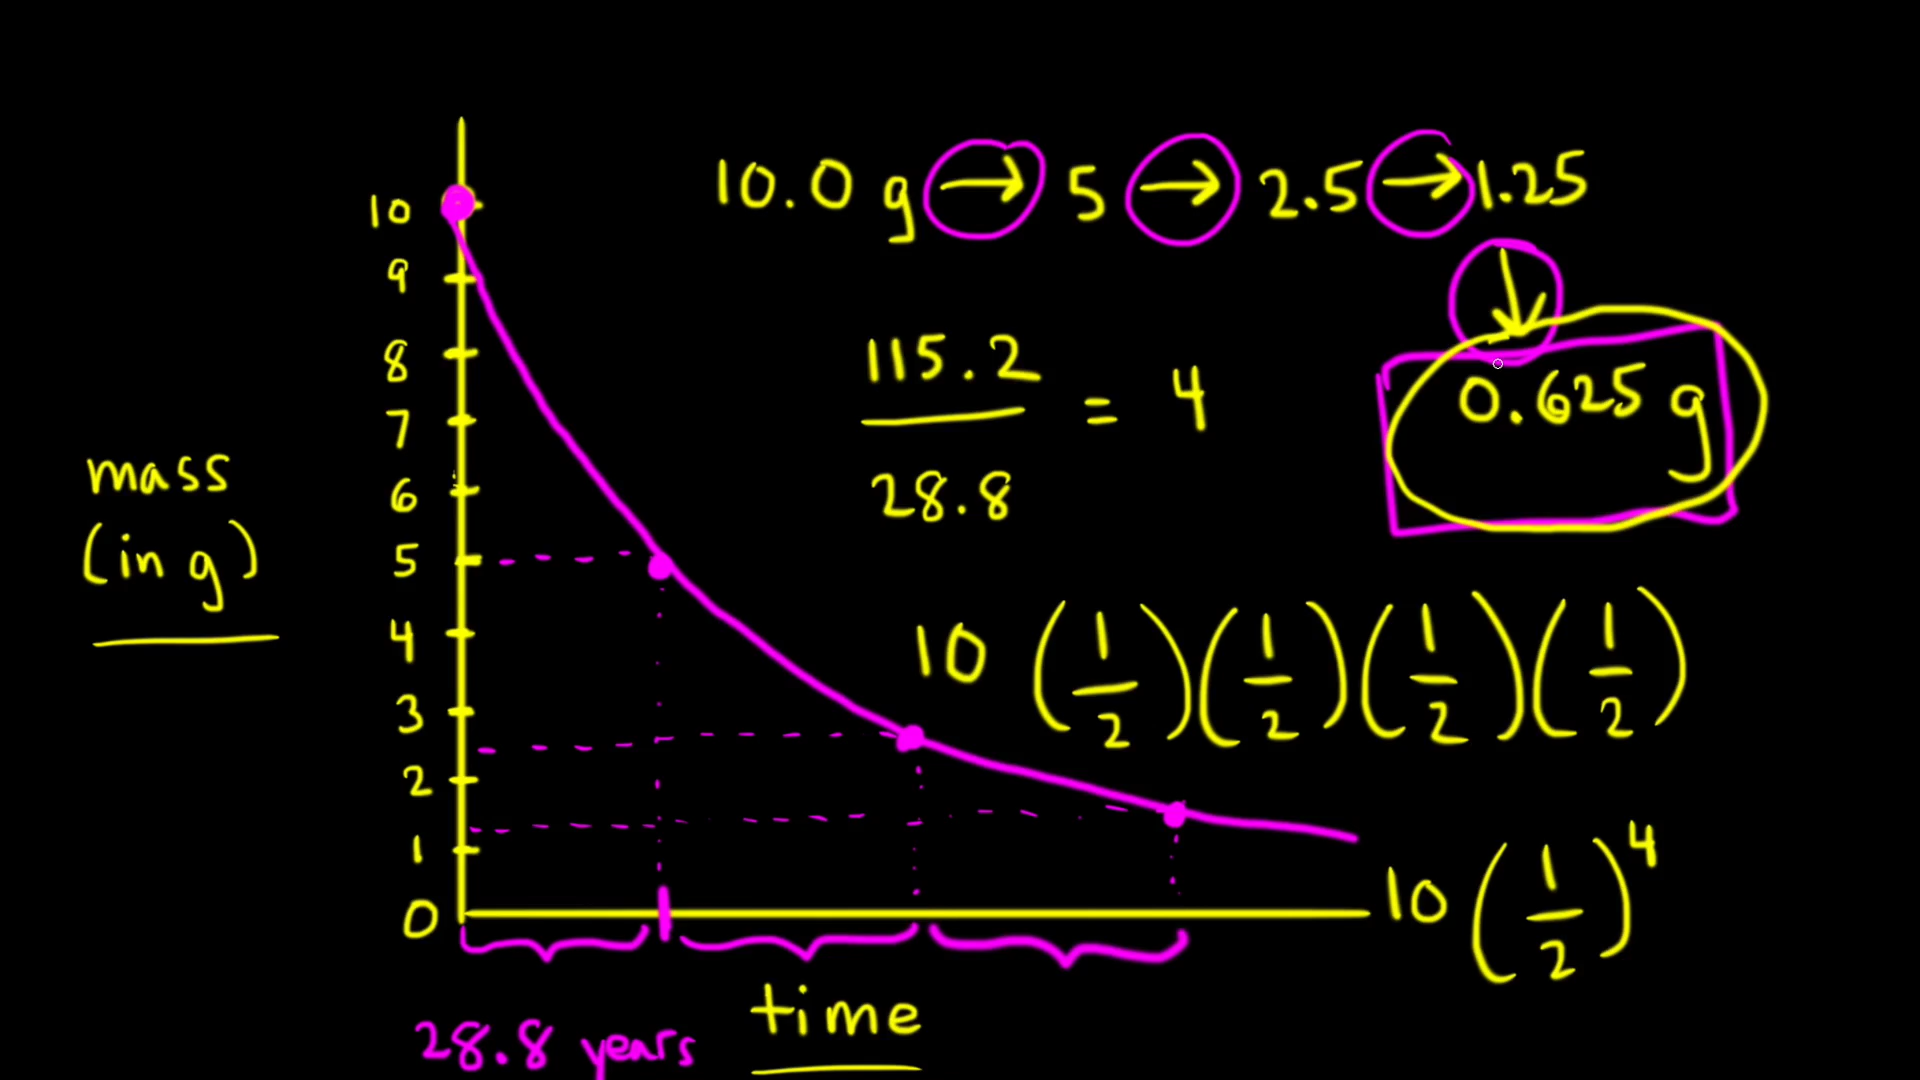 10.0 g → 5 → 2.5 → 1.25
↓
0.625 g
115.2
28.8
= 4
10 (1/2)(1/2)(1/2)(1/2)
10 (1/2)^4
mass
(in g)
10
9
8
7
6
5
4
3
2
1
0
28.8 years
time